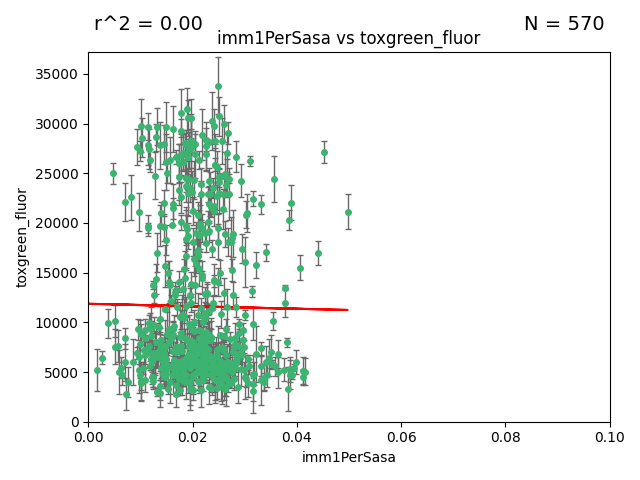 r^2 = 0.00
N = 570
imm1PerSasa vs toxgreen_fluor
35000
30000
25000
20000
15000
10000
5000
0
toxgreen_fluor
0.00
0.02
0.04
0.06
0.08
0.10
imm1PerSasa